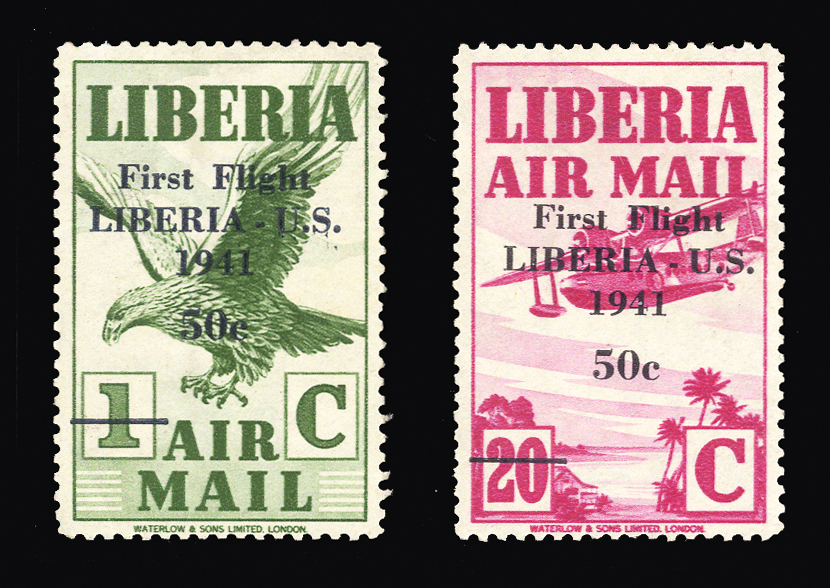 LIBERIA
First Flight
LIBERIA - U.S.
1941
50c
1 C
AIR
MAIL
WATERLOW & SONS LIMITED, LONDON.
LIBERIA
AIR MAIL
First Flight
LIBERIA - U.S.
1941
50c
20 C
WATERLOW & SONS LIMITED, LONDON.